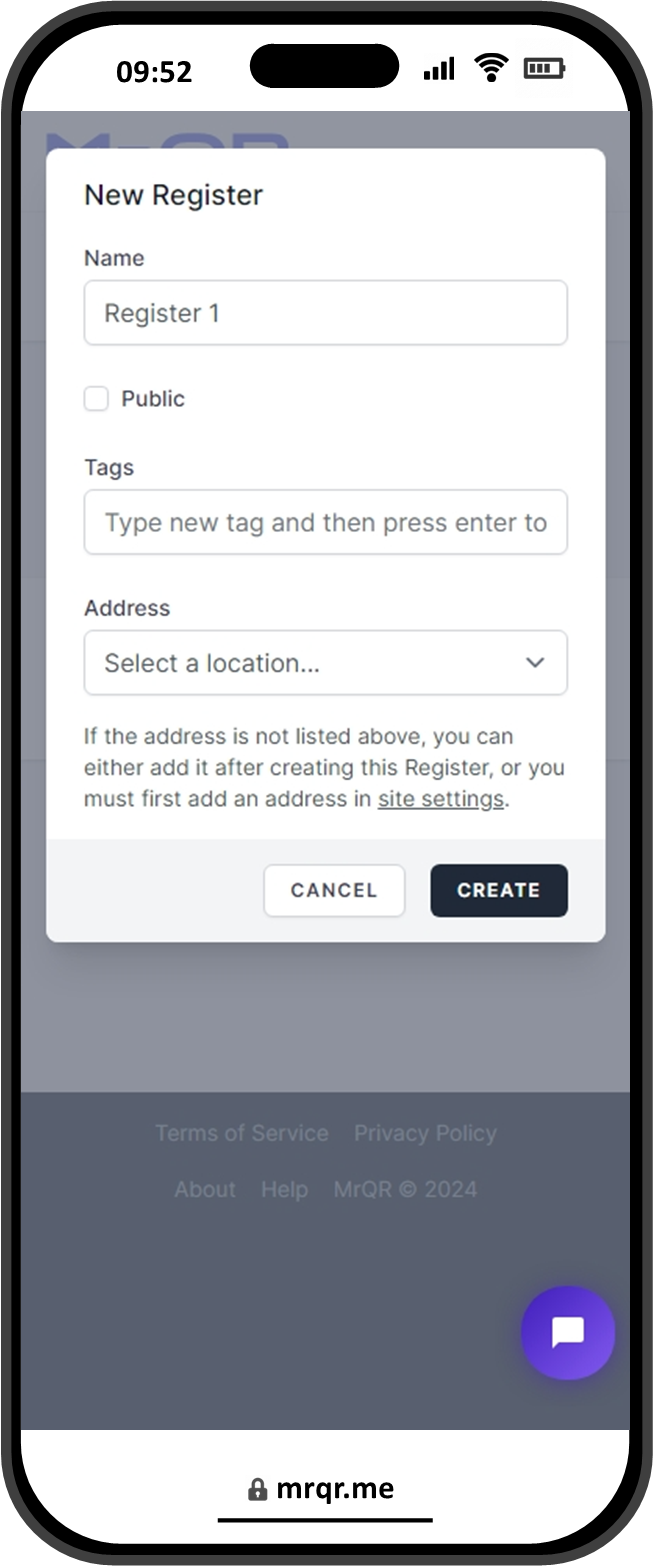 09:52
New Register
Name
Register 1
Public
Tags
Type new tag and then press enter to
Address
Select a location...
If the address is not listed above, you can
either add it after creating this Register, or you
must first add an address in site settings.
CANCEL
CREATE
Terms of Service
Privacy Policy
About
Help
MrQR © 2024
mrqr.me